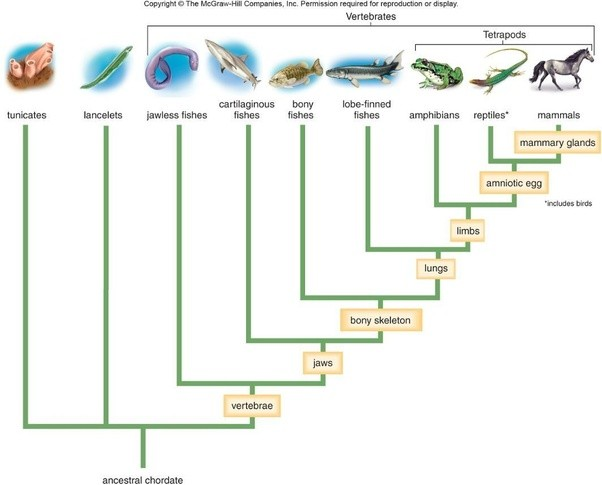 Copyright © The McGraw-Hill Companies, Inc. Permission required for reproduction or display.
Vertebrates
Tetrapods
tunicates
lancelets
jawless fishes
cartilaginous
fishes
bony
fishes
lobe-finned
fishes
amphibians
reptiles*
mammals
mammary glands
amniotic egg
*includes birds
limbs
lungs
bony skeleton
jaws
vertebrae
ancestral chordate